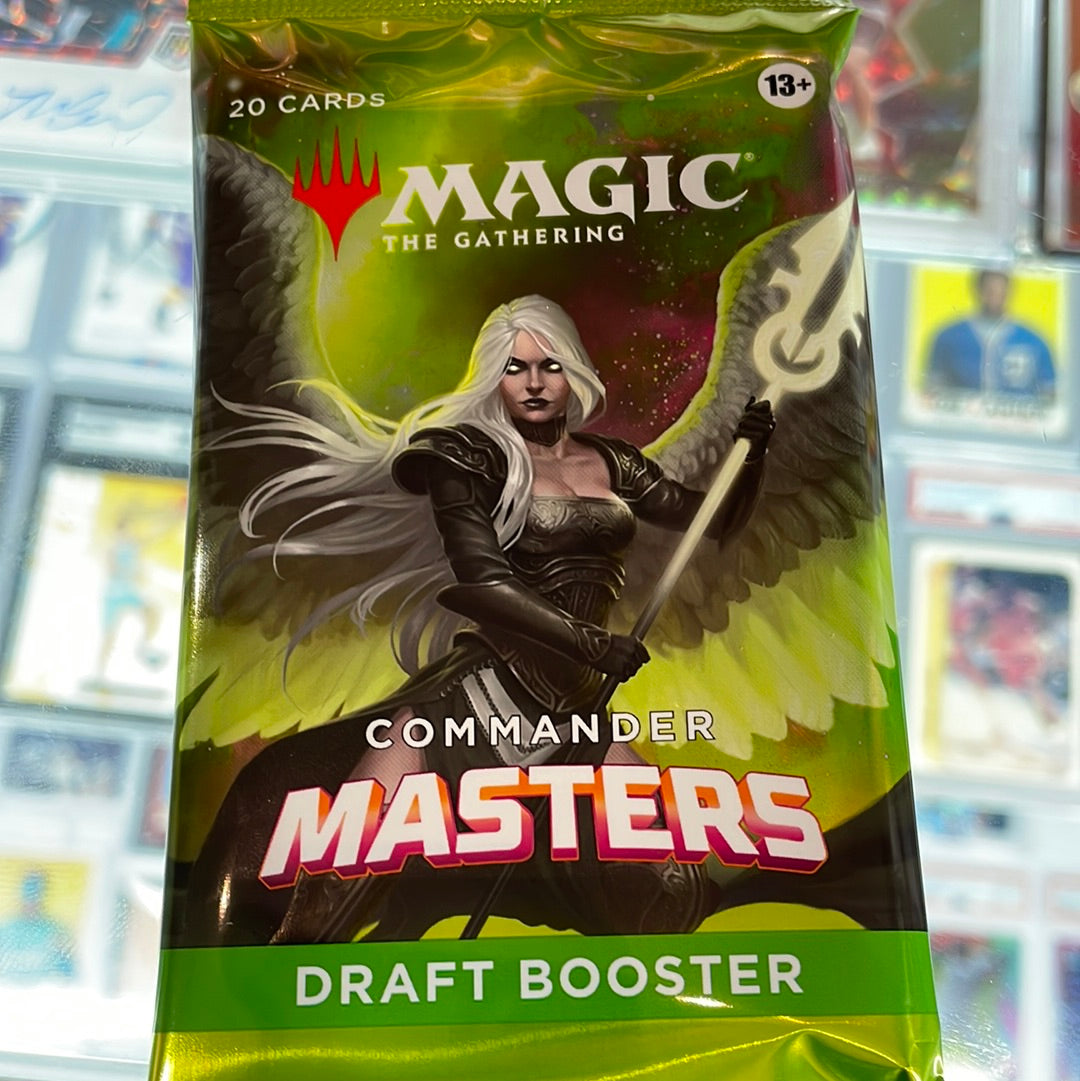 20 CARDS
13+
MAGIC®
THE GATHERING
COMMANDER
MASTERS
DRAFT BOOSTER